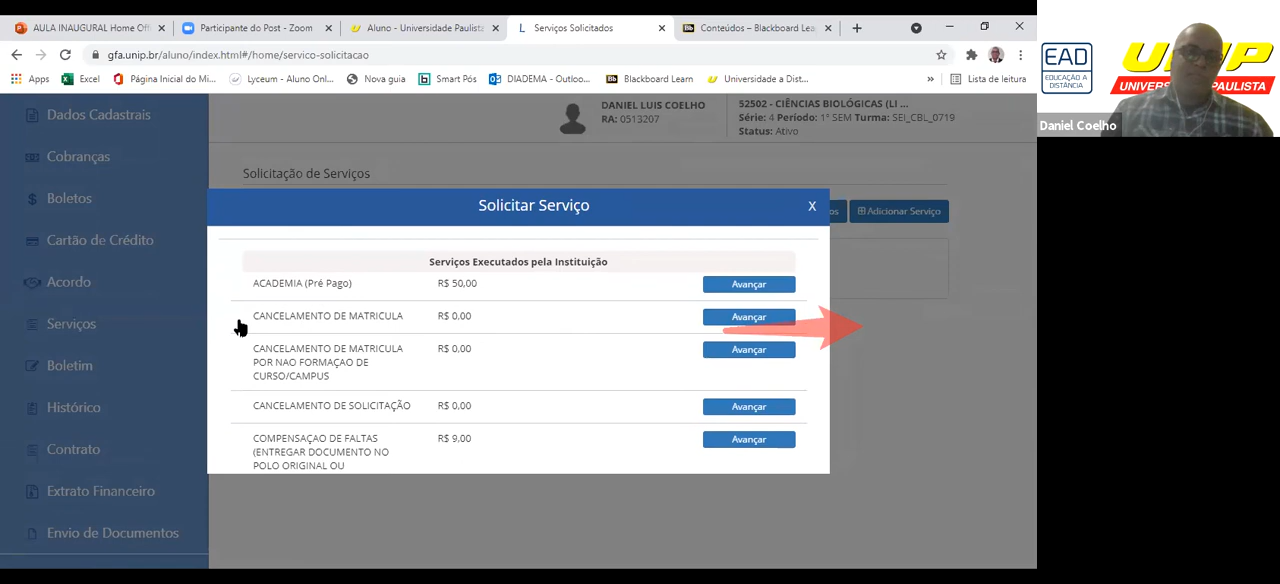 AULA INAUGURAL Home Offi
Participante do Post - Zoom
Aluno - Universidade Paulista
Serviços Solicitados
Conteúdos – Blackboard Lea
gfa.unip.br/aluno/index.html#/home/servico-solicitacao
Apps
Excel
Página Inicial do Mi...
Lyceum - Aluno Onl...
Nova guia
Smart Pós
DIADEMA - Outloo...
Blackboard Learn
Universidade a Dist...
»
Lista de leitura
Dados Cadastrais
Cobranças
Boletos
Cartão de Crédito
Acordo
Serviços
Boletim
Histórico
Contrato
Extrato Financeiro
Envio de Documentos
DANIEL LUIS COELHO
RA: 0513207
52502 - CIÊNCIAS BIOLÓGICAS (LI ...
Série: 4 Período: 1º SEM Turma: SEI_CBL_0719
Status: Ativo
Solicitação de Serviços
os
Adicionar Serviço
Solicitar Serviço
X
Serviços Executados pela Instituição
ACADEMIA (Pré Pago) R$ 50,00 Avançar
CANCELAMENTO DE MATRICULA R$ 0,00 Avançar
CANCELAMENTO DE MATRICULA R$ 0,00 Avançar
POR NAO FORMAÇAO DE
CURSO/CAMPUS
CANCELAMENTO DE SOLICITAÇÃO R$ 0,00 Avançar
COMPENSAÇAO DE FALTAS R$ 9,00 Avançar
(ENTREGAR DOCUMENTO NO
POLO ORIGINAL OU
EAD
EDUCAÇÃO A
DISTÂNCIA
UNIP
Daniel Coelho